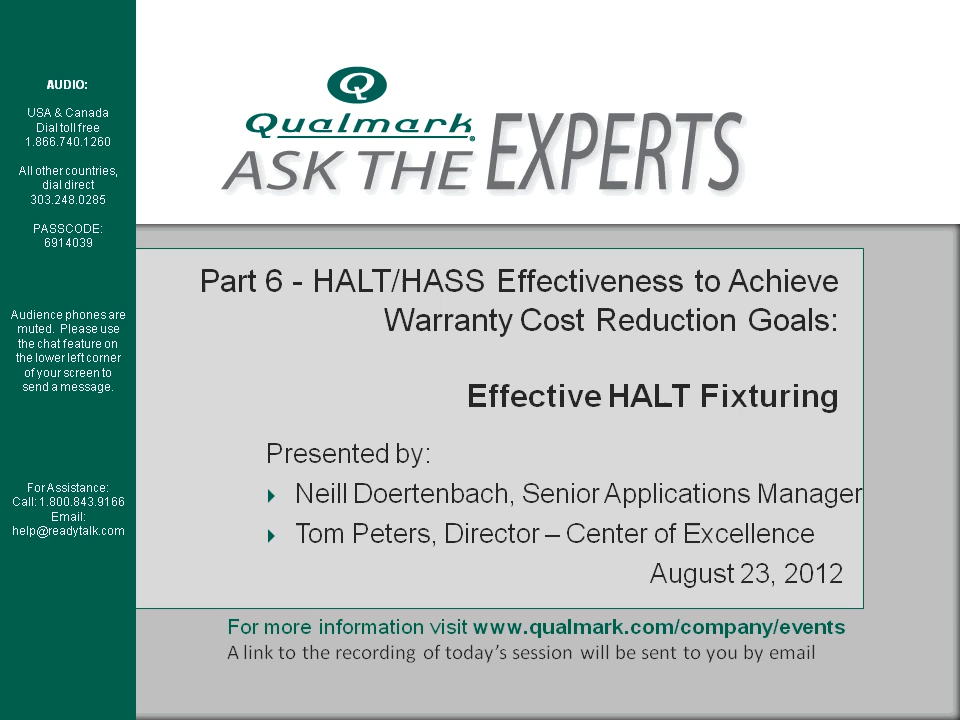 AUDIO:
USA & Canada
Dial toll free
1.866.740.1260
All other countries,
dial direct
303.248.0285
PASSCODE:
6914039
Audience phones are
muted. Please use
the chat feature on
the lower left corner
of your screen to
send a message.
For Assistance:
Call: 1.800.843.9166
Email:
help@readytalk.com
Q
Qualmark®
ASK THE EXPERTS
Part 6 - HALT/HASS Effectiveness to Achieve
Warranty Cost Reduction Goals:
Effective HALT Fixturing
Presented by:
Neill Doertenbach, Senior Applications Manager
Tom Peters, Director – Center of Excellence
August 23, 2012
For more information visit www.qualmark.com/company/events
A link to the recording of today's session will be sent to you by email